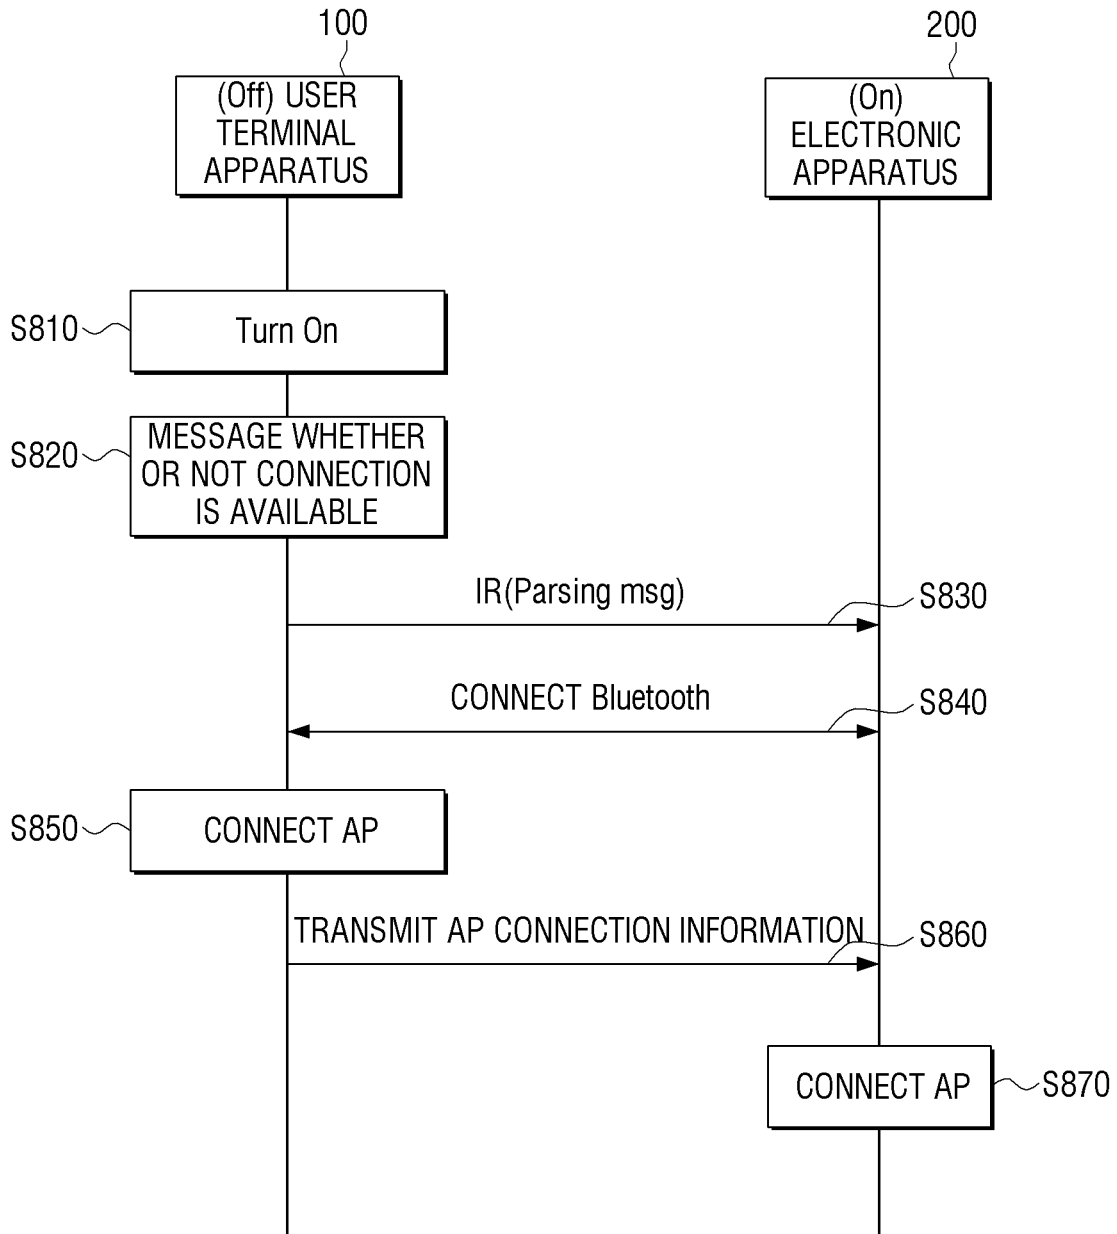 100
200
(Off) USER
TERMINAL
APPARATUS
(On)
ELECTRONIC
APPARATUS
S810
Turn On
S820
MESSAGE WHETHER
OR NOT CONNECTION
IS AVAILABLE
IR(Parsing msg)
S830
CONNECT Bluetooth
S840
S850
CONNECT AP
TRANSMIT AP CONNECTION INFORMATION
S860
CONNECT AP
S870